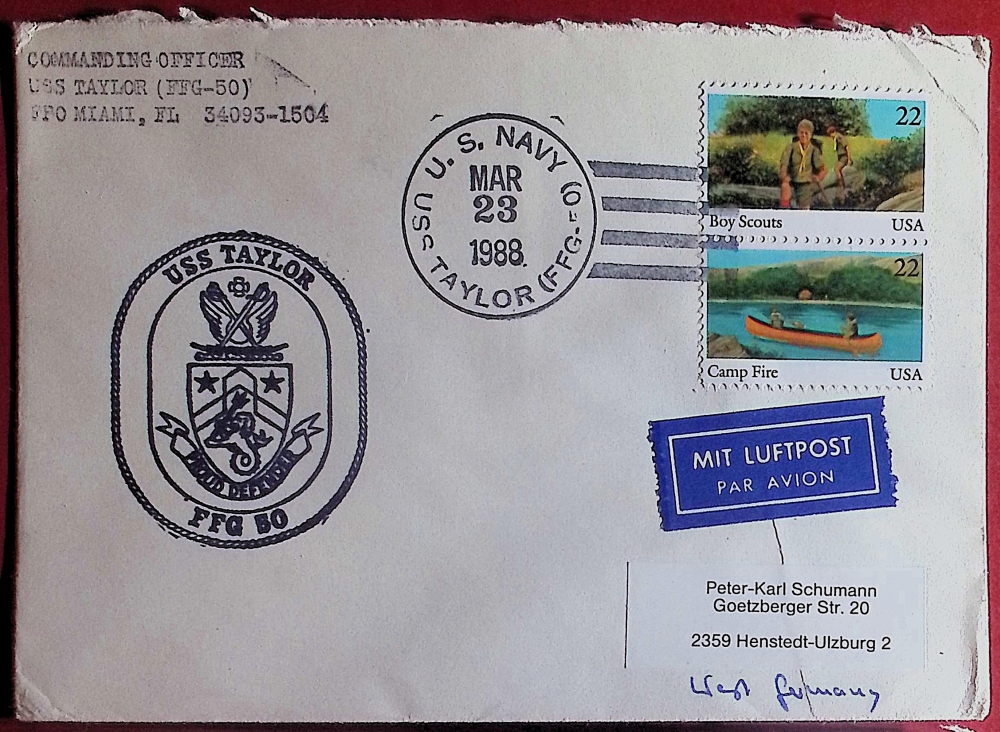 COMMANDING OFFICER
USS TAYLOR (FFG-50)
FPO MIAMI, FL 34093-1504
U. S. NAVY
MAR
23
1988
USS TAYLOR (FFG-50)
22
Boy Scouts USA
22
Camp Fire USA
USS TAYLOR
PROUD DEFENDER
FFG 50
MIT LUFTPOST
PAR AVION
Peter-Karl Schumann
Goetzberger Str. 20
2359 Henstedt-Ulzburg 2
West Germany